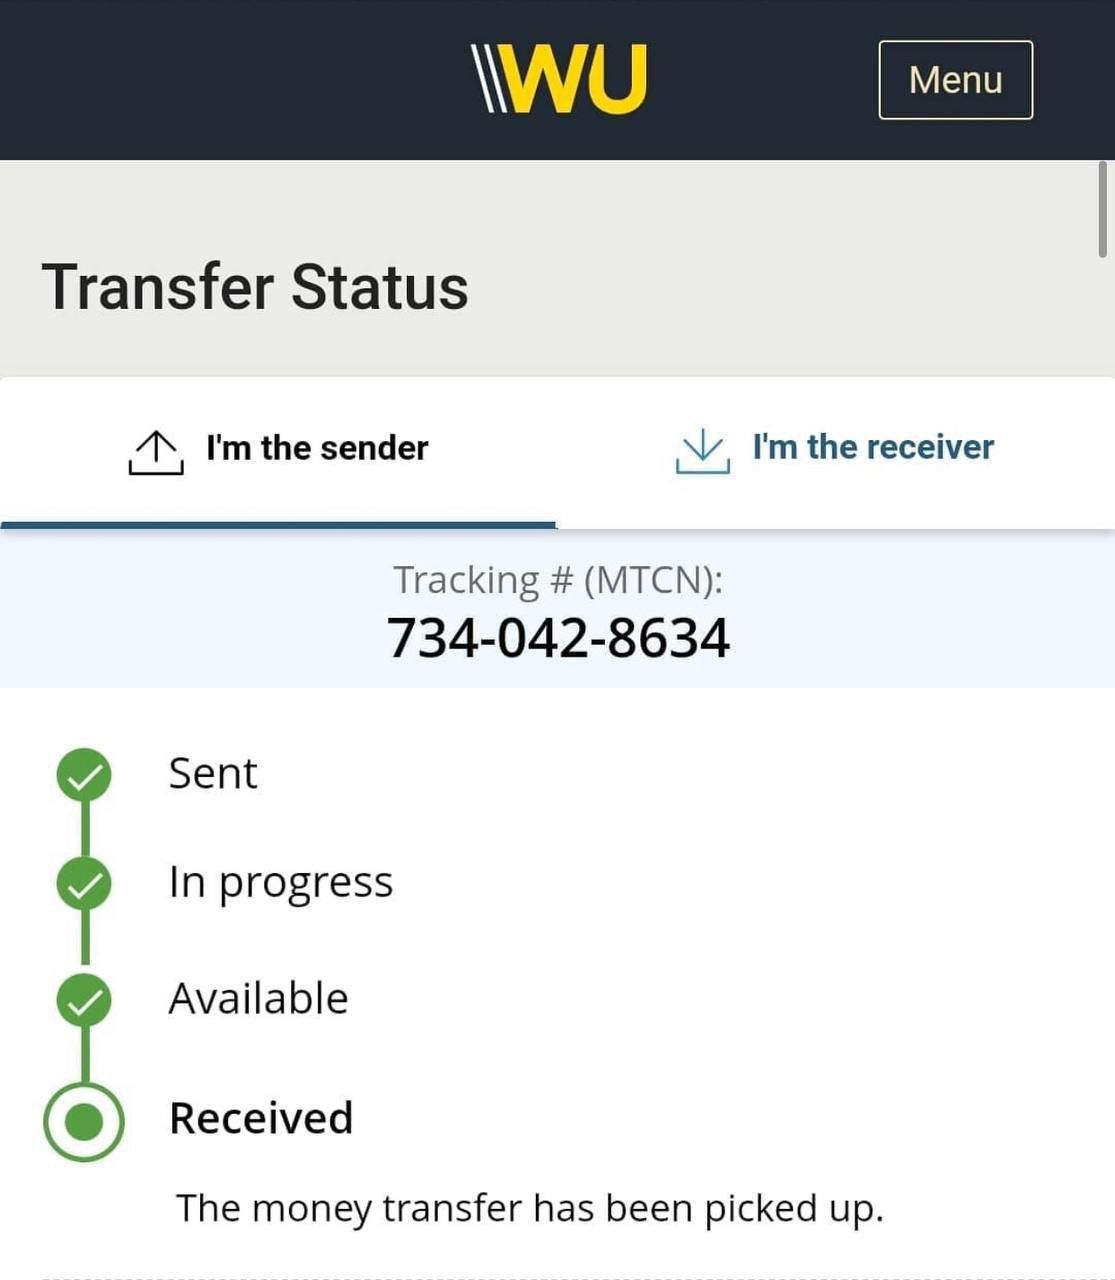 WU
Menu
Transfer Status
I'm the sender
I'm the receiver
Tracking # (MTCN):
734-042-8634
Sent
In progress
Available
Received
The money transfer has been picked up.